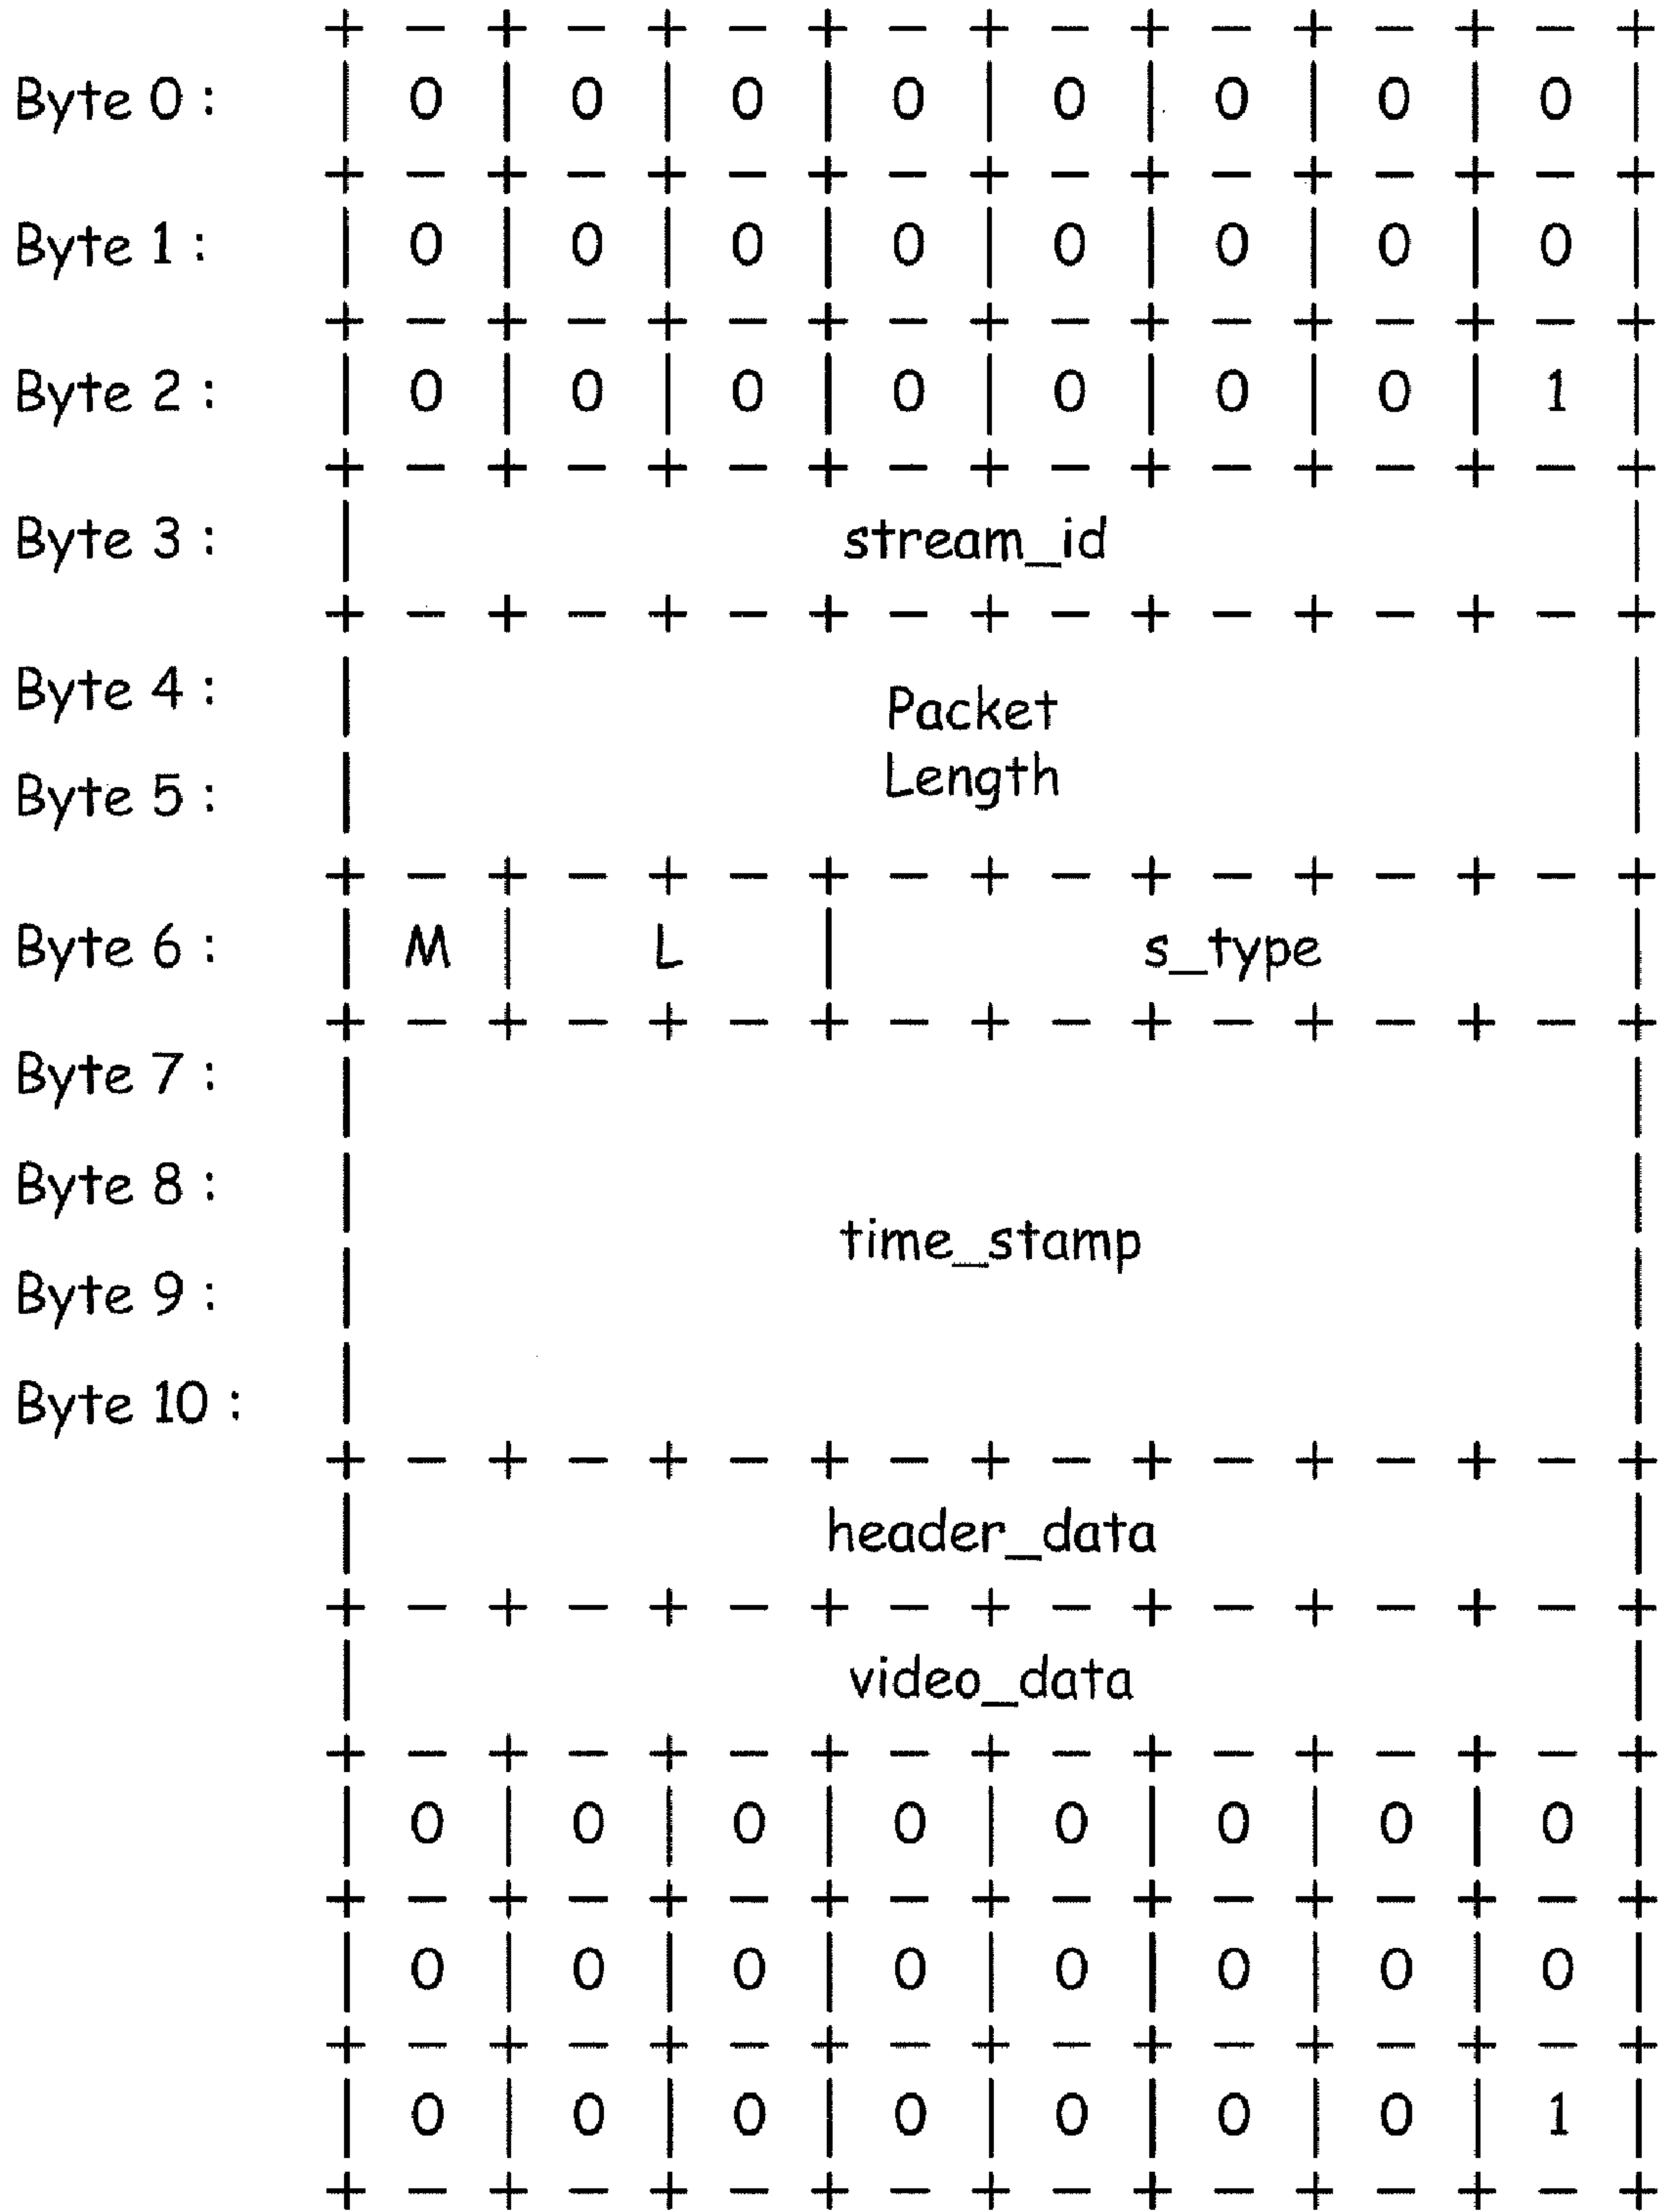 + - + - + - + - + - + - + - + - +
Byte 0 : | 0 | 0 | 0 | 0 | 0 | 0 | 0 | 0 |
+ - + - + - + - + - + - + - + - +
Byte 1 : | 0 | 0 | 0 | 0 | 0 | 0 | 0 | 0 |
+ - + - + - + - + - + - + - + - +
Byte 2 : | 0 | 0 | 0 | 0 | 0 | 0 | 0 | 1 |
+ - + - + - + - + - + - + - + - +
Byte 3 : | stream_id |
+ - + - + - + - + - + - + - + - +
Byte 4 : | Packet |
Byte 5 : | Length |
+ - + - + - + - + - + - + - + - +
Byte 6 : | M | L | s_type |
+ - + - + - + - + - + - + - + - +
Byte 7 : | |
Byte 8 : | |
time_stamp
Byte 9 : | |
Byte 10 : | |
+ - + - + - + - + - + - + - + - +
| header_data |
+ - + - + - + - + - + - + - + - +
| video_data |
+ - + - + - + - + - + - + - + - +
| 0 | 0 | 0 | 0 | 0 | 0 | 0 | 0 |
+ - + - + - + - + - + - + - + - +
| 0 | 0 | 0 | 0 | 0 | 0 | 0 | 0 |
+ - + - + - + - + - + - + - + - +
| 0 | 0 | 0 | 0 | 0 | 0 | 0 | 1 |
+ - + - + - + - + - + - + - + - +